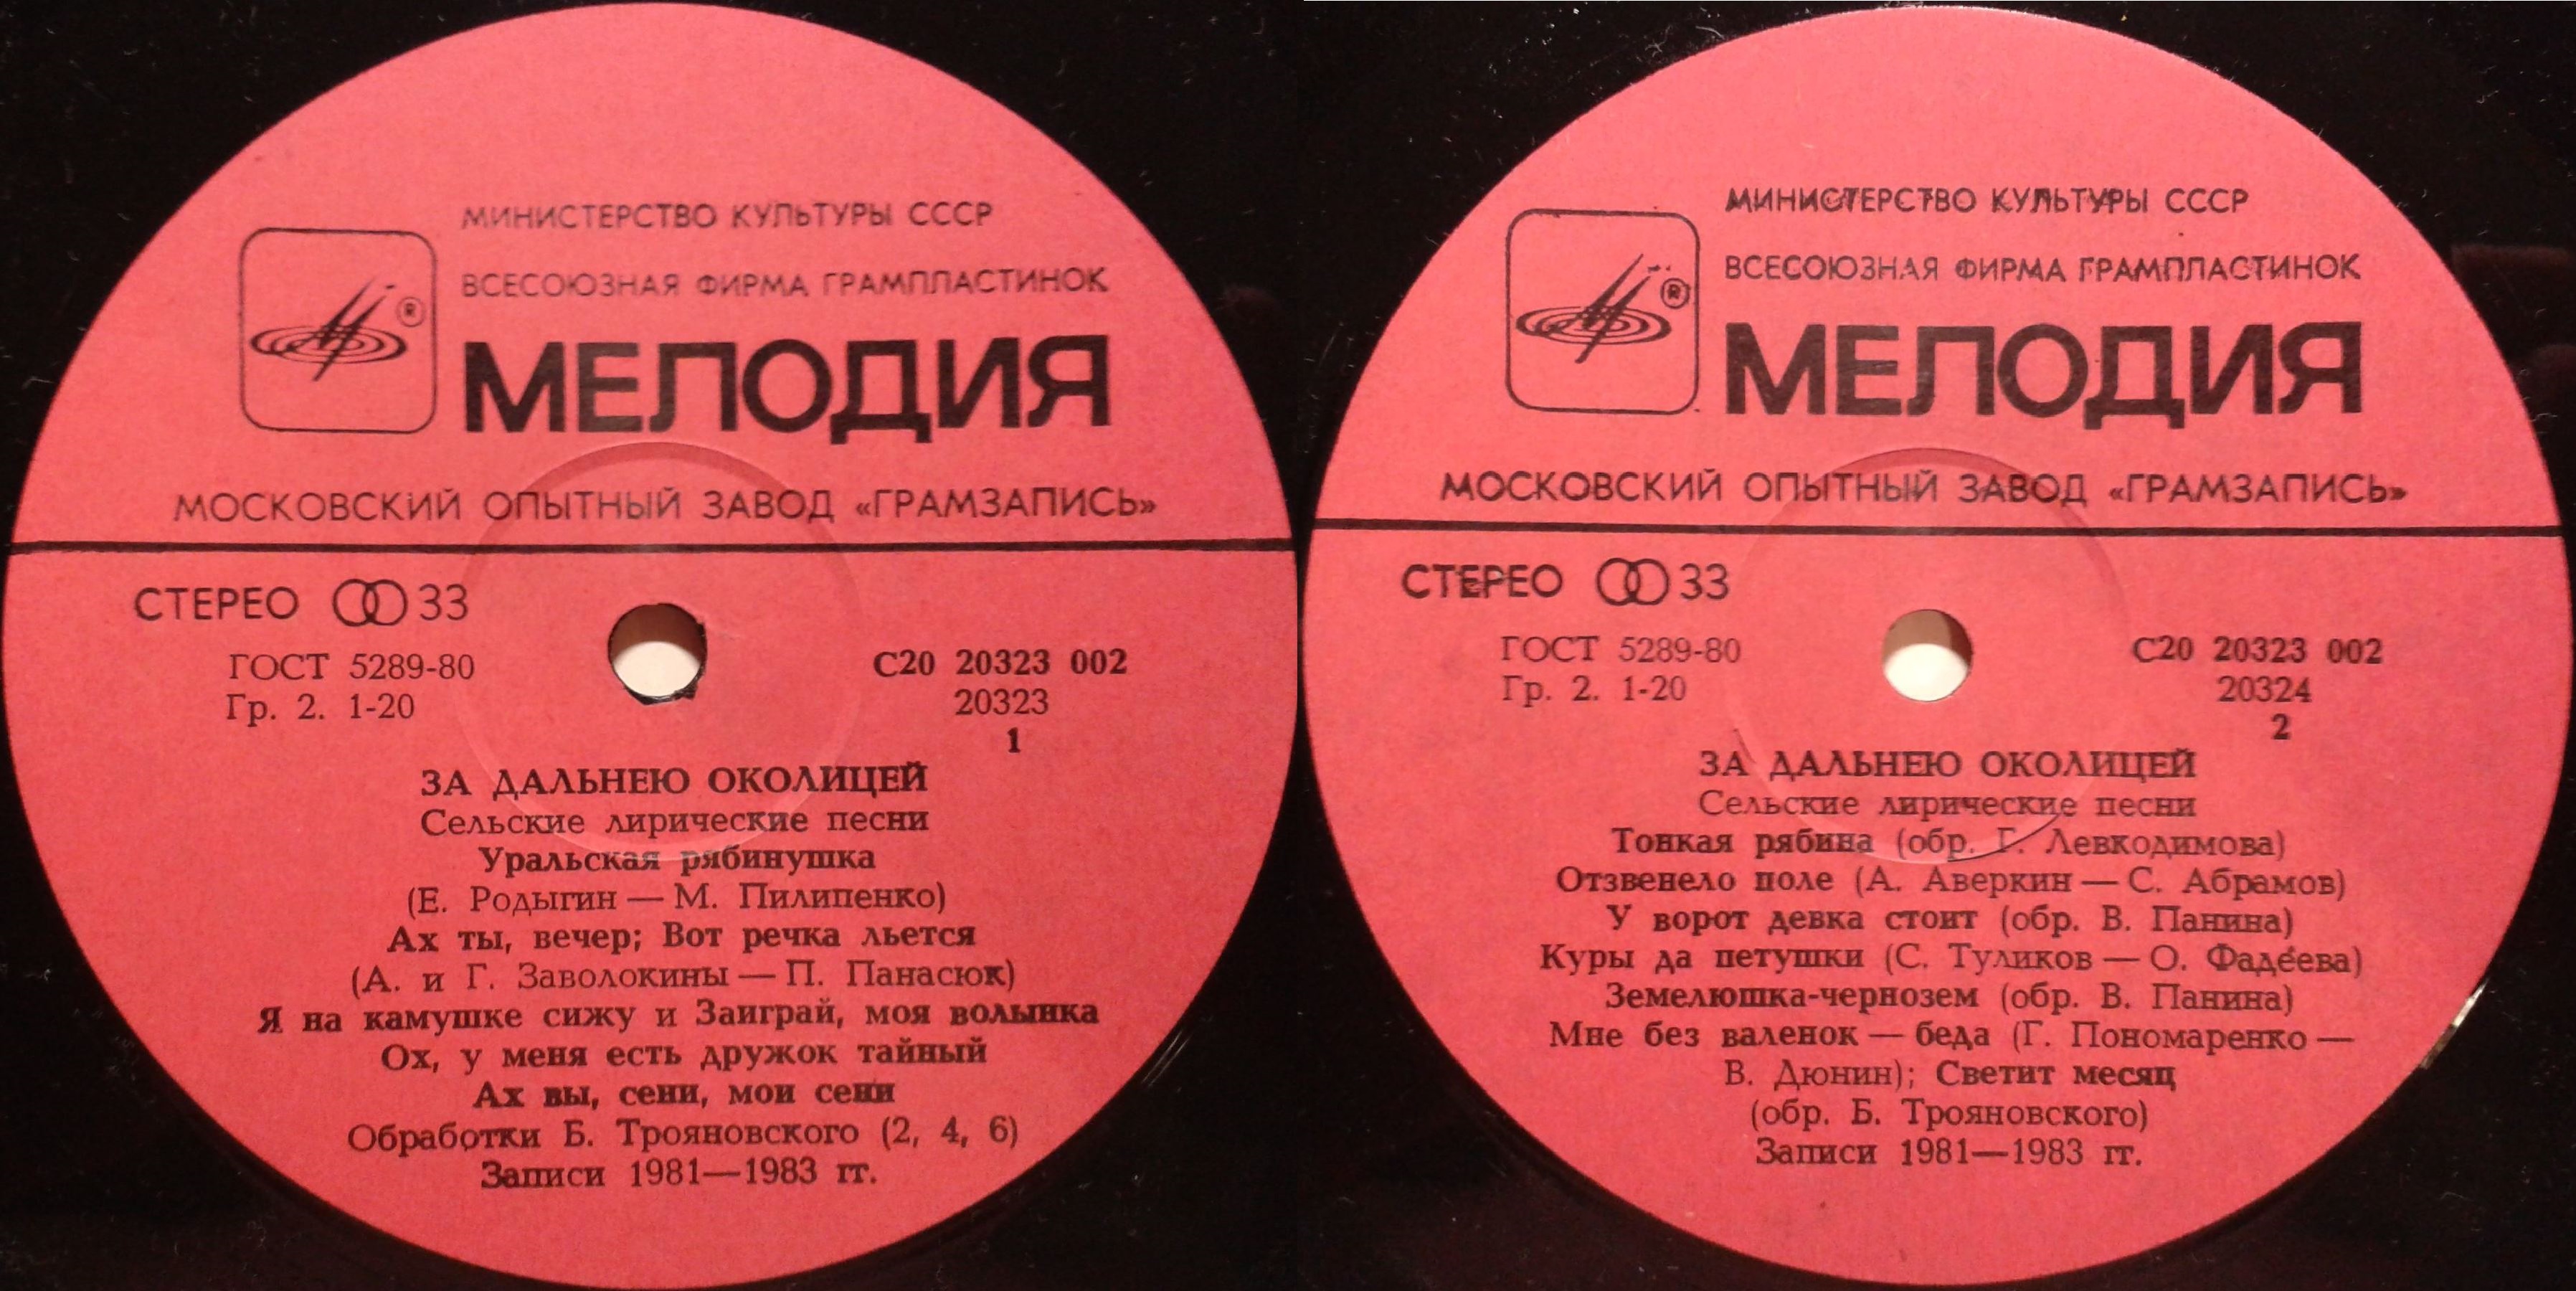 МИНИСТЕРСТВО КУЛЬТУРЫ СССР
ВСЕСОЮЗНАЯ ФИРМА ГРАМПЛАСТИНОК
®
МЕЛОДИЯ
МОСКОВСКИЙ ОПЫТНЫЙ ЗАВОД «ГРАМЗАПИСЬ»
СТЕРЕО 33
ГОСТ 5289-80
Гр. 2. 1-20
С20 20323 002
20323
1
ЗА ДАЛЬНЕЮ ОКОЛИЦЕЙ
Сельские лирические песни
Уральская рябинушка
(Е. Родыгин — М. Пилипенко)
Ах ты, вечер; Вот речка льется
(А. и Г. Заволокины — П. Панасюк)
Я на камушке сижу и Заиграй, моя волынка
Ох, у меня есть дружок тайный
Ах вы, сени, мои сени
Обработки Б. Трояновского (2, 4, 6)
Записи 1981—1983 гг.
МИНИСТЕРСТВО КУЛЬТУРЫ СССР
ВСЕСОЮЗНАЯ ФИРМА ГРАМПЛАСТИНОК
®
МЕЛОДИЯ
МОСКОВСКИЙ ОПЫТНЫЙ ЗАВОД «ГРАМЗАПИСЬ»
СТЕРЕО 33
ГОСТ 5289-80
Гр. 2. 1-20
С20 20323 002
20324
2
ЗА ДАЛЬНЕЮ ОКОЛИЦЕЙ
Сельские лирические песни
Тонкая рябина (обр. Г. Левкодимова)
Отзвенело поле (А. Аверкин — С. Абрамов)
У ворот девка стоит (обр. В. Панина)
Куры да петушки (С. Туликов — О. Фадеева)
Земелюшка-чернозем (обр. В. Панина)
Мне без валенок — беда (Г. Пономаренко —
В. Дюнин); Светит месяц
(обр. Б. Трояновского)
Записи 1981—1983 гг.